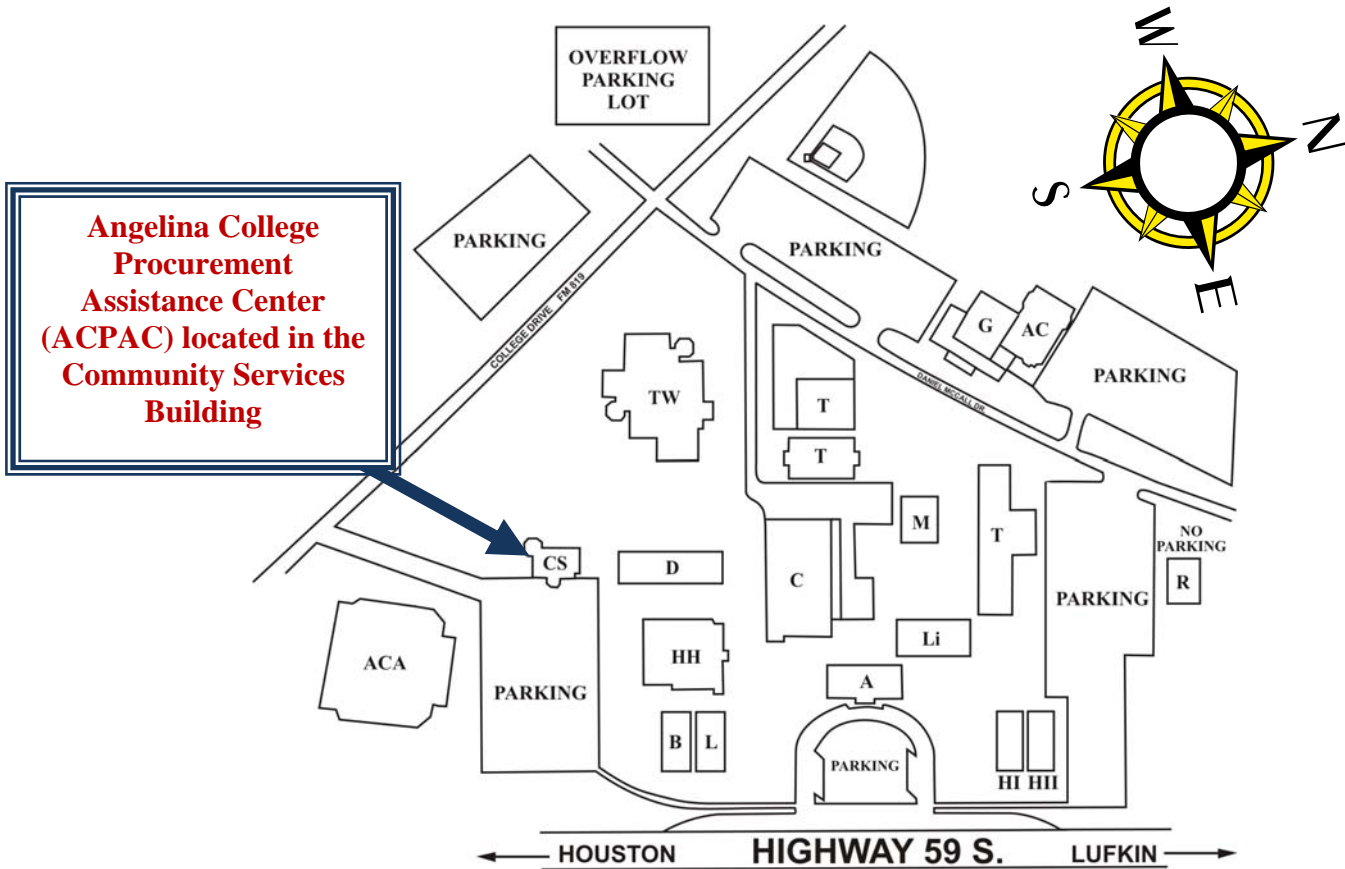 OVERFLOW
PARKING
LOT
W
N
S
E
Angelina College
Procurement
Assistance Center
(ACPAC) located in the
Community Services
Building
PARKING
PARKING
COLLEGE DRIVE FM 819
G
AC
PARKING
DANIEL MCCALL DR.
TW
T
T
M
T
NO
PARKING
R
CS
D
C
PARKING
Li
ACA
HH
A
PARKING
B
L
PARKING
HI HII
HOUSTON
HIGHWAY 59 S.
LUFKIN